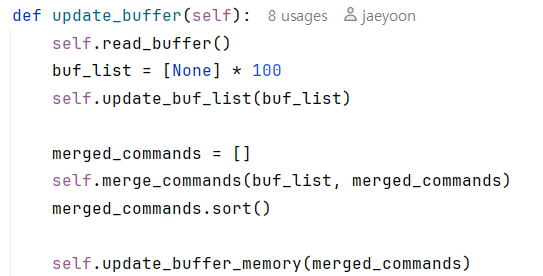 def update_buffer(self): 8 usages jaeyoon
    self.read_buffer()
    buf_list = [None] * 100
    self.update_buf_list(buf_list)

    merged_commands = []
    self.merge_commands(buf_list, merged_commands)
    merged_commands.sort()

    self.update_buffer_memory(merged_commands)